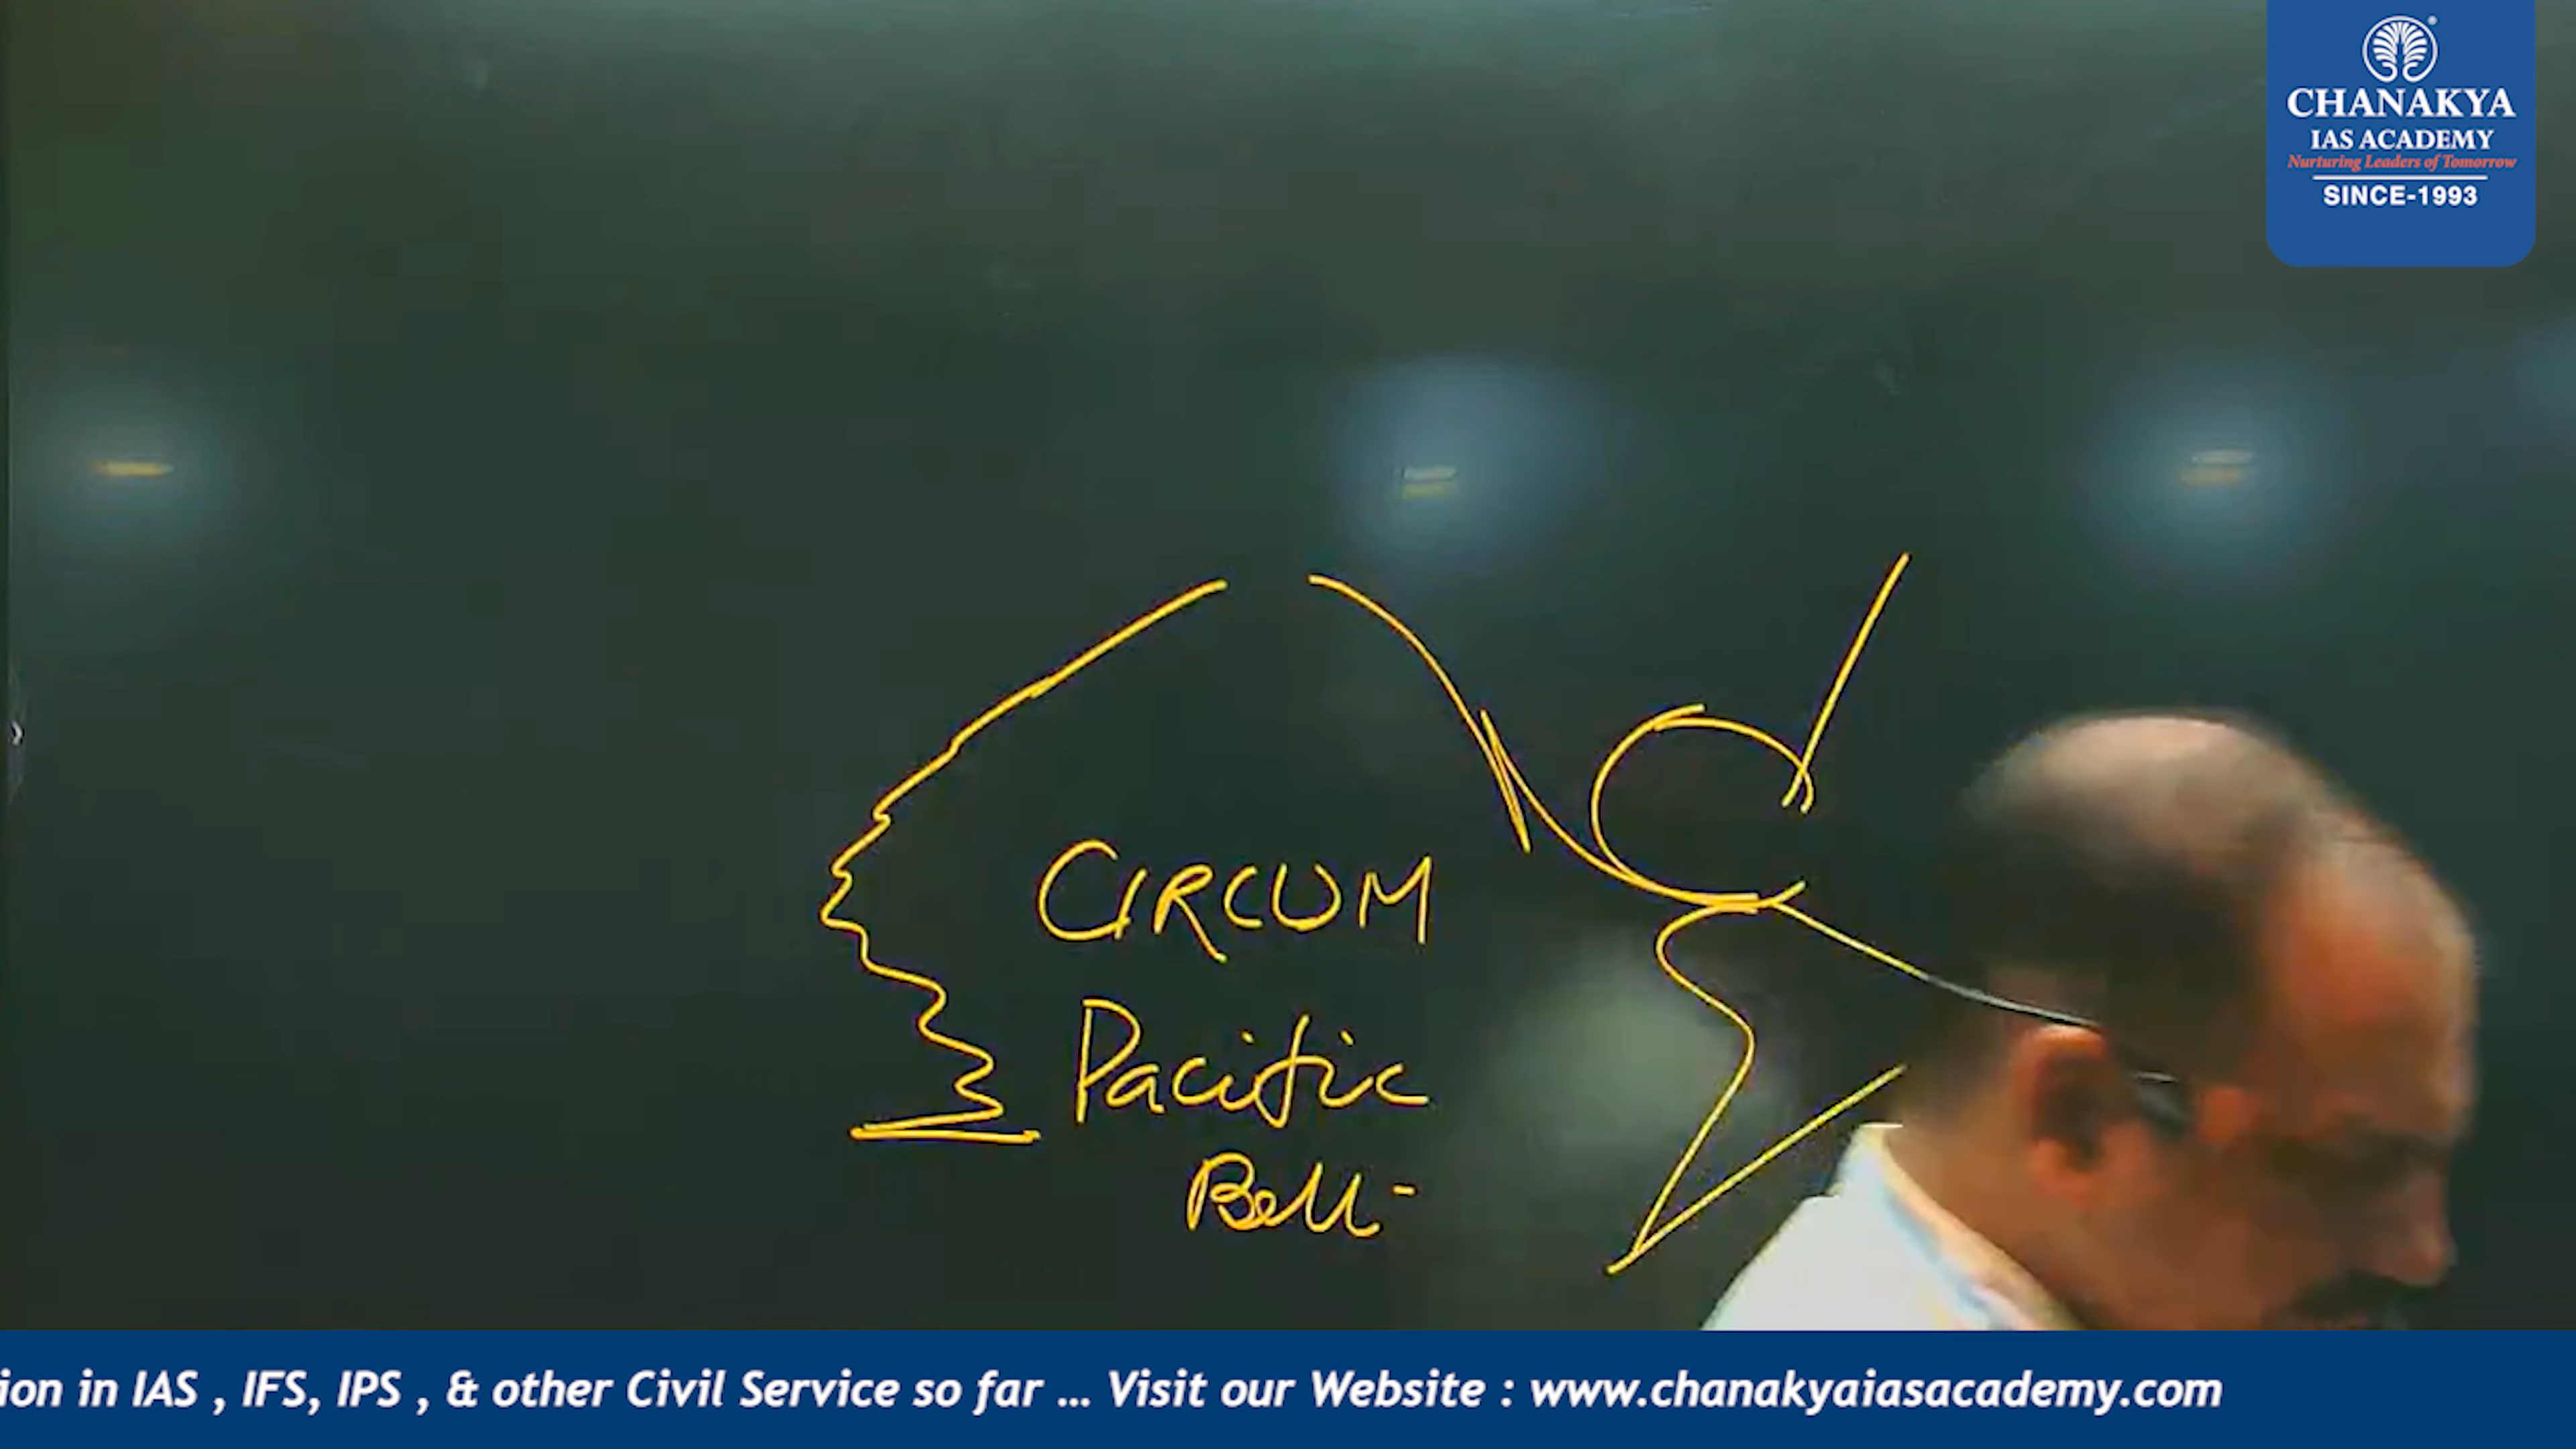 CHANAKYA
IAS ACADEMY
Nurturing Leaders of Tomorrow
SINCE-1993
CIRCUM
Pacific
Belt
ion in IAS , IFS, IPS , & other Civil Service so far ... Visit our Website : www.chanakyaiasacademy.com